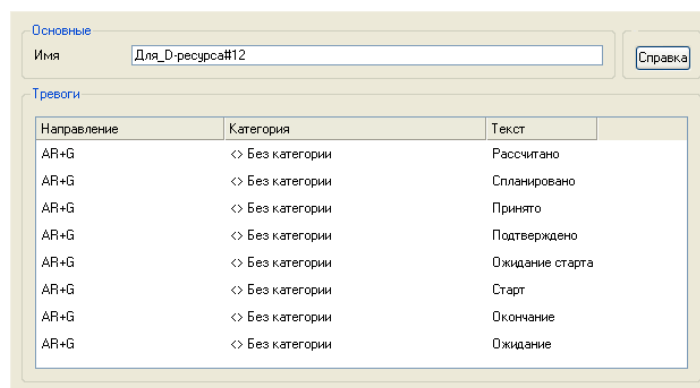 Основные
Имя Для_D-ресурса#12 Справка
Тревоги
Направление Категория Текст
AR+G <> Без категории Рассчитано
AR+G <> Без категории Спланировано
AR+G <> Без категории Принято
AR+G <> Без категории Подтверждено
AR+G <> Без категории Ожидание старта
AR+G <> Без категории Старт
AR+G <> Без категории Окончание
AR+G <> Без категории Ожидание